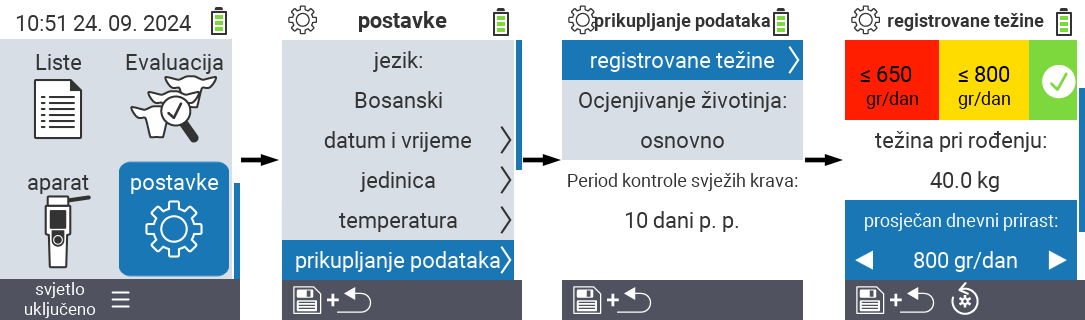 10:51 24. 09. 2024
Liste
Evaluacija
aparat
postavke
svjetlo
uključeno
postavke
jezik:
Bosanski
datum i vrijeme
jedinica
temperatura
prikupljanje podataka
+
prikupljanje podataka
registrovane težine
Ocjenjivanje životinja:
osnovno
Period kontrole svježih krava:
10 dani p. p.
+
registrovane težine
≤ 650
gr/dan
≤ 800
gr/dan
težina pri rođenju:
40.0 kg
prosječan dnevni prirast:
800 gr/dan
+